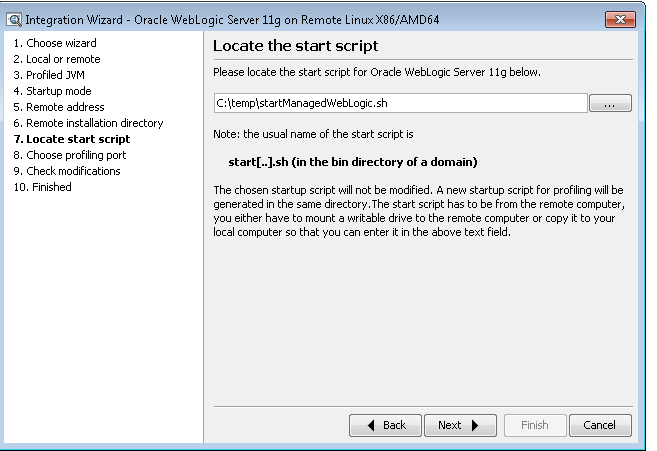 Integration Wizard - Oracle WebLogic Server 11g on Remote Linux X86/AMD64
1. Choose wizard
2. Local or remote
3. Profiled JVM
4. Startup mode
5. Remote address
6. Remote installation directory
7. Locate start script
8. Choose profiling port
9. Check modifications
10. Finished
Locate the start script
Please locate the start script for Oracle WebLogic Server 11g below.
C:\temp\startManagedWebLogic.sh
...
Note: the usual name of the start script is
start[..].sh (in the bin directory of a domain)
The chosen startup script will not be modified. A new startup script for profiling will be
generated in the same directory.The start script has to be from the remote computer,
you either have to mount a writable drive to the remote computer or copy it to your
local computer so that you can enter it in the above text field.
Back Next Finish Cancel